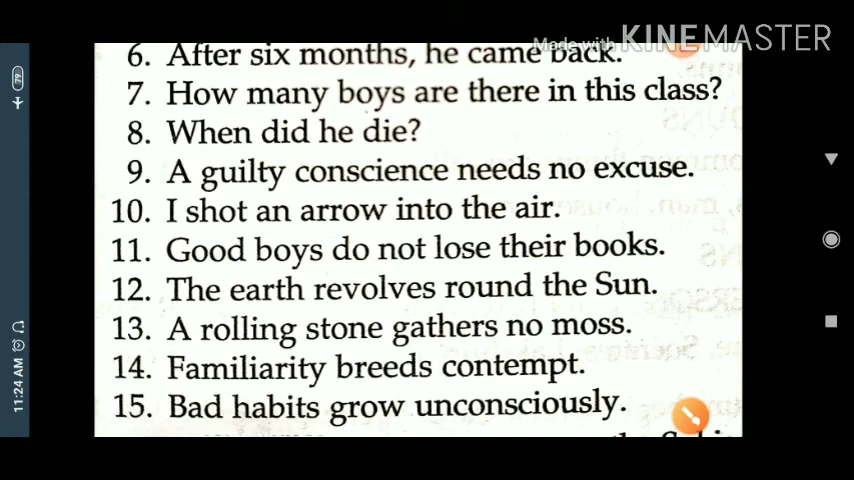 Made with KINEMASTER
6. After six months, he came back.
7. How many boys are there in this class?
8. When did he die?
9. A guilty conscience needs no excuse.
10. I shot an arrow into the air.
11. Good boys do not lose their books.
12. The earth revolves round the Sun.
13. A rolling stone gathers no moss.
14. Familiarity breeds contempt.
15. Bad habits grow unconsciously.
79
11:24 AM